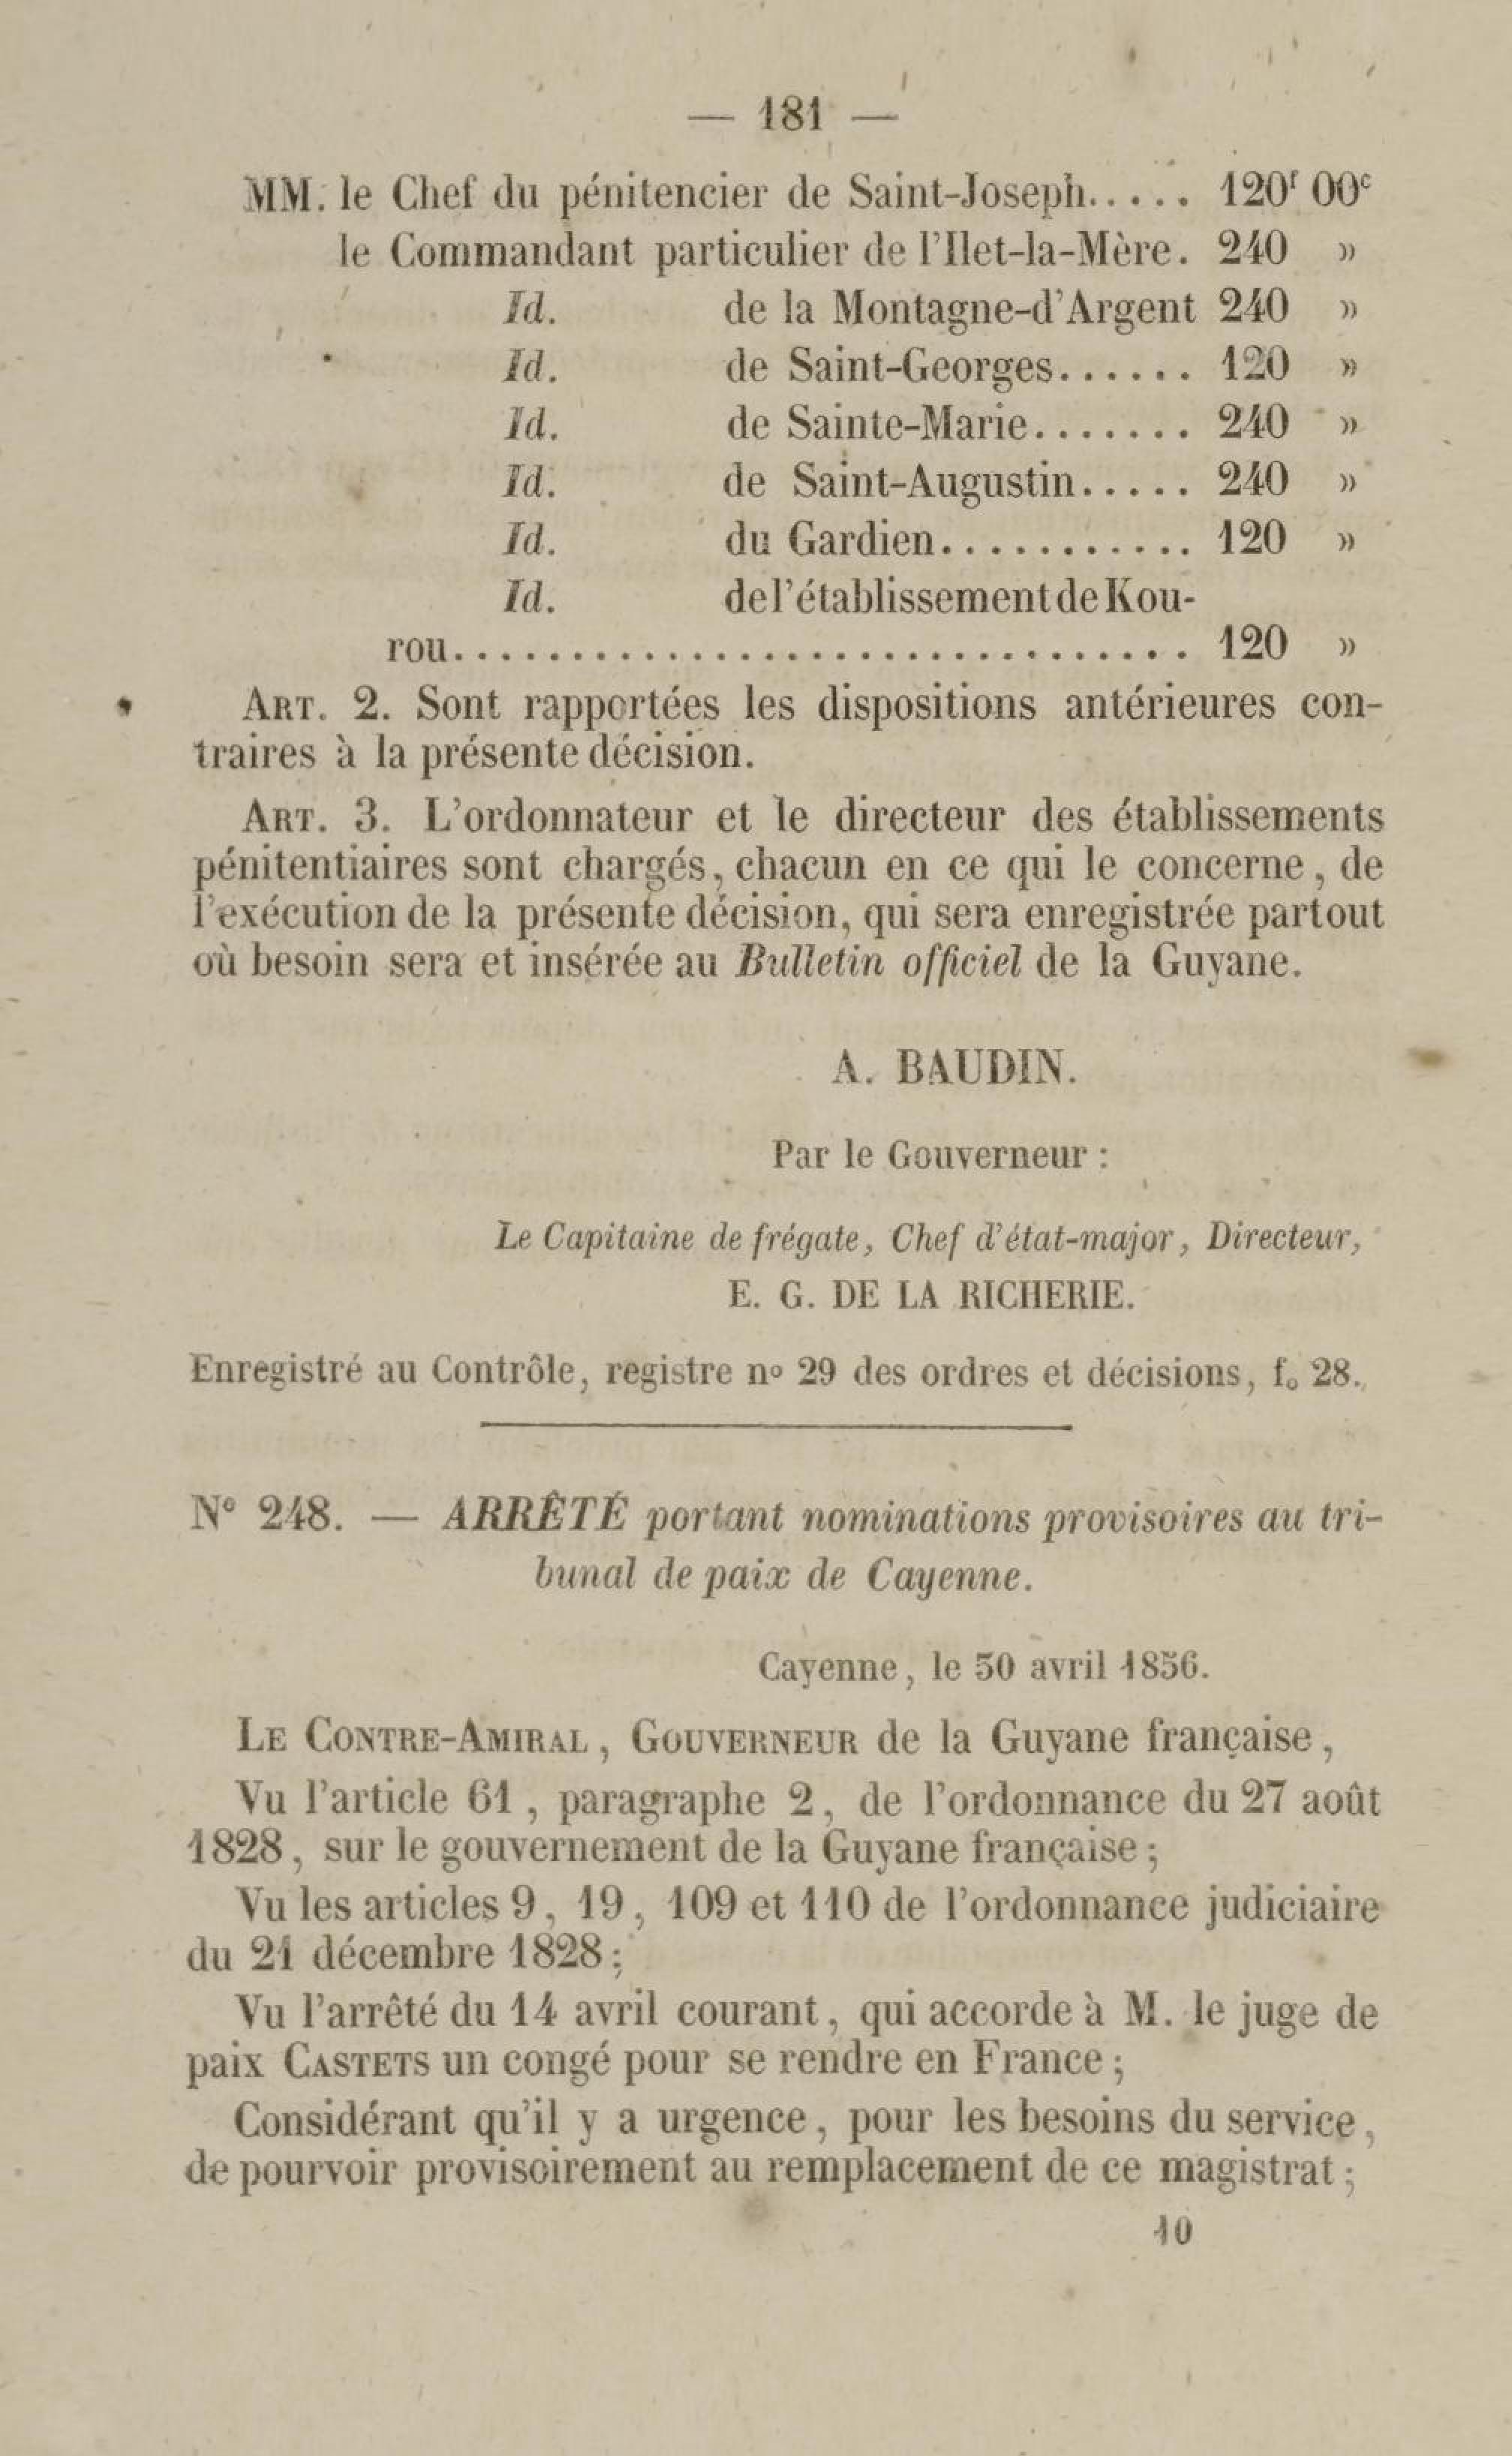 — 181 —
MM. le Chef du pénitencier de Saint-Joseph..... 120f 00c
le Commandant particulier de l'Ilet-la-Mère. 240 »
Id. de la Montagne-d'Argent 240 »
Id. de Saint-Georges...... 120 »
Id. de Sainte-Marie....... 240 »
Id. de Saint-Augustin..... 240 »
Id. du Gardien........... 120 »
Id. de l'établissement de Kou-
rou............................... 120 »
ART. 2. Sont rapportées les dispositions antérieures con-
traires à la présente décision.
ART. 3. L'ordonnateur et le directeur des établissements
pénitentiaires sont chargés, chacun en ce qui le concerne, de
l'exécution de la présente décision, qui sera enregistrée partout
où besoin sera et insérée au Bulletin officiel de la Guyane.
A. BAUDIN.
Par le Gouverneur :
Le Capitaine de frégate, Chef d'état-major, Directeur,
E. G. DE LA RICHERIE.
Enregistré au Contrôle, registre no 29 des ordres et décisions, fo 28.
N° 248. — ARRÊTÉ portant nominations provisoires au tri-
bunal de paix de Cayenne.
Cayenne, le 30 avril 1856.
LE CONTRE-AMIRAL, GOUVERNEUR de la Guyane française,
Vu l'article 61, paragraphe 2, de l'ordonnance du 27 août
1828, sur le gouvernement de la Guyane française;
Vu les articles 9, 19, 109 et 110 de l'ordonnance judiciaire
du 21 décembre 1828;
Vu l'arrêté du 14 avril courant, qui accorde à M. le juge de
paix CASTETS un congé pour se rendre en France;
Considérant qu'il y a urgence, pour les besoins du service,
de pourvoir provisoirement au remplacement de ce magistrat;
10